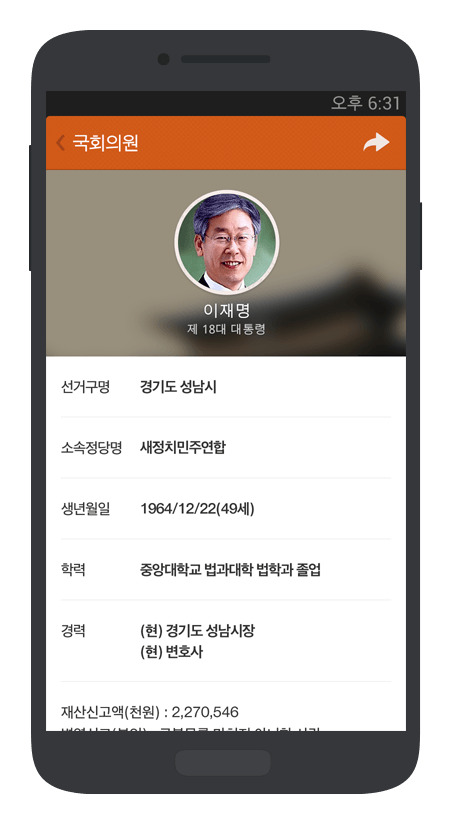 오후 6:31
국회의원
이재명
제 18대 대통령
선거구명 경기도 성남시
소속정당명 새정치민주연합
생년월일 1964/12/22(49세)
학력 중앙대학교 법과대학 법학과 졸업
경력 (현) 경기도 성남시장
(현) 변호사
재산신고액(천원) : 2,270,546